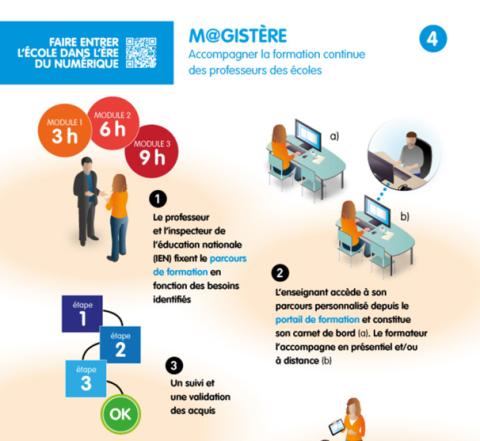 FAIRE ENTRER
L'ÉCOLE DANS L'ÈRE
DU NUMÉRIQUE
M@GISTÈRE
Accompagner la formation continue
des professeurs des écoles
4
MODULE 1
3 h
MODULE 2
6 h
MODULE 3
9 h
1
Le professeur
et l'inspecteur de
l'éducation nationale
(IEN) fixent le parcours
de formation en
fonction des besoins
identifiés
a)
b)
2
L'enseignant accède à son
parcours personnalisé depuis le
portail de formation et constitue
son carnet de bord (a). Le formateur
l'accompagne en présentiel et/ou
à distance (b)
étape
1
étape
2
étape
3
OK
3
Un suivi et
une validation
des acquis